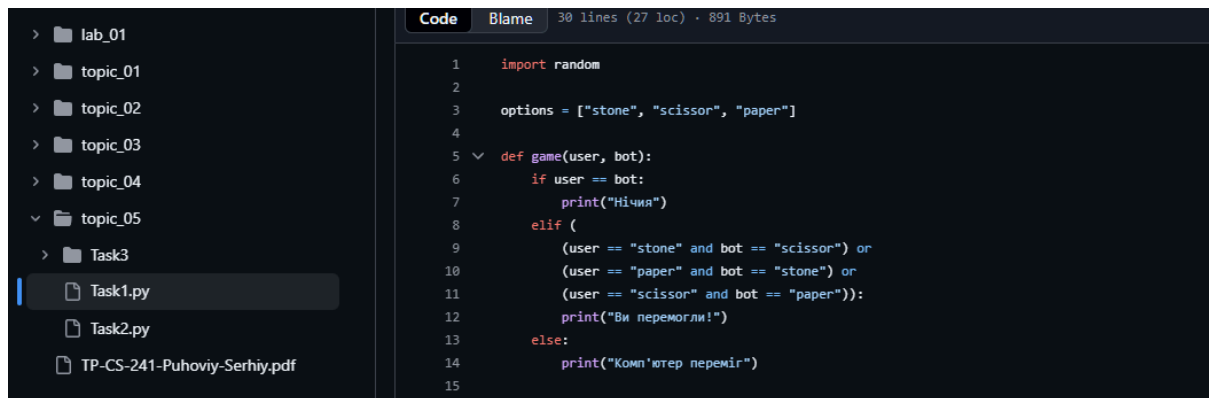 lab_01
topic_01
topic_02
topic_03
topic_04
topic_05
Task3
Task1.py
Task2.py
TP-CS-241-Puhoviy-Serhiy.pdf
Code Blame 30 lines (27 loc) · 891 Bytes
1 import random
2
3 options = ["stone", "scissor", "paper"]
4
5 def game(user, bot):
6 if user == bot:
7 print("Нічия")
8 elif (
9 (user == "stone" and bot == "scissor") or
10 (user == "paper" and bot == "stone") or
11 (user == "scissor" and bot == "paper")):
12 print("Ви перемогли!")
13 else:
14 print("Комп'ютер переміг")
15